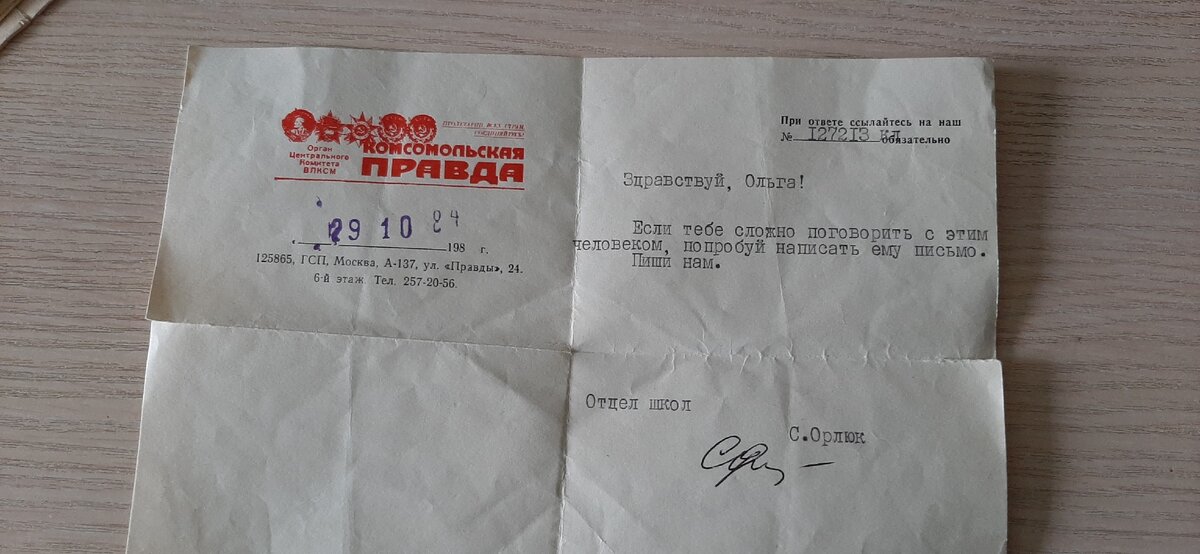 ПРОЛЕТАРИИ ВСЕХ СТРАН,
СОЕДИНЯЙТЕСЬ!
Орган
Центрального
Комитета
ВЛКСМ
КОМСОМОЛЬСКАЯ
ПРАВДА
29 10 84
198 г.
125865, ГСП, Москва, А-137, ул. «Правды», 24.
6-й этаж Тел. 257-20-56.
При ответе ссылайтесь на наш
№ 127213 КЛ обязательно
Здравствуй, Ольга!
Если тебе сложно поговорить с этим
человеком, попробуй написать ему письмо.
Пиши нам.
Отдел школ
С.Орлюк